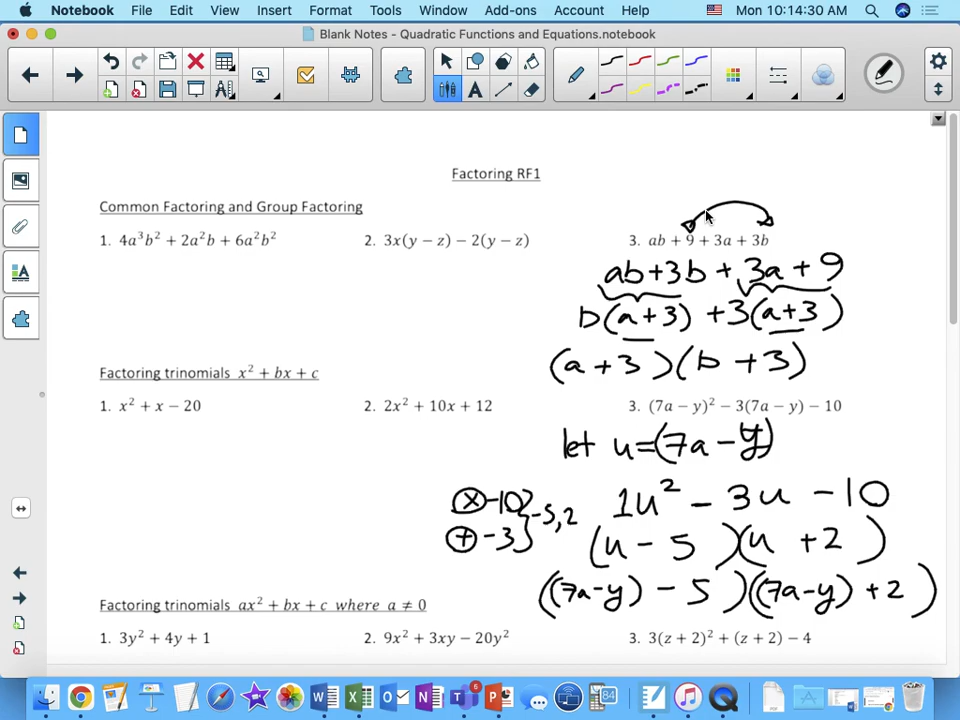 Notebook File Edit View Insert Format Tools Window Add-ons Account Help Mon 10:14:30 AM
Blank Notes - Quadratic Functions and Equations.notebook
Factoring RF1
Common Factoring and Group Factoring
1. 4a³b² + 2a²b + 6a²b²
2. 3x(y − z) − 2(y − z)
3. ab + 9 + 3a + 3b
ab + 3b + 3a + 9
b(a+3) + 3(a+3)
(a+3)(b+3)
Factoring trinomials x² + bx + c
1. x² + x − 20
2. 2x² + 10x + 12
3. (7a − y)² − 3(7a − y) − 10
let u=(7a−y)
x -10 } -5,2
+ -3
1u² − 3u − 10
(u − 5)(u + 2)
((7a-y) − 5)((7a-y) + 2)
Factoring trinomials ax² + bx + c where a ≠ 0
1. 3y² + 4y + 1
2. 9x² + 3xy − 20y²
3. 3(z + 2)² + (z + 2) − 4
6
84